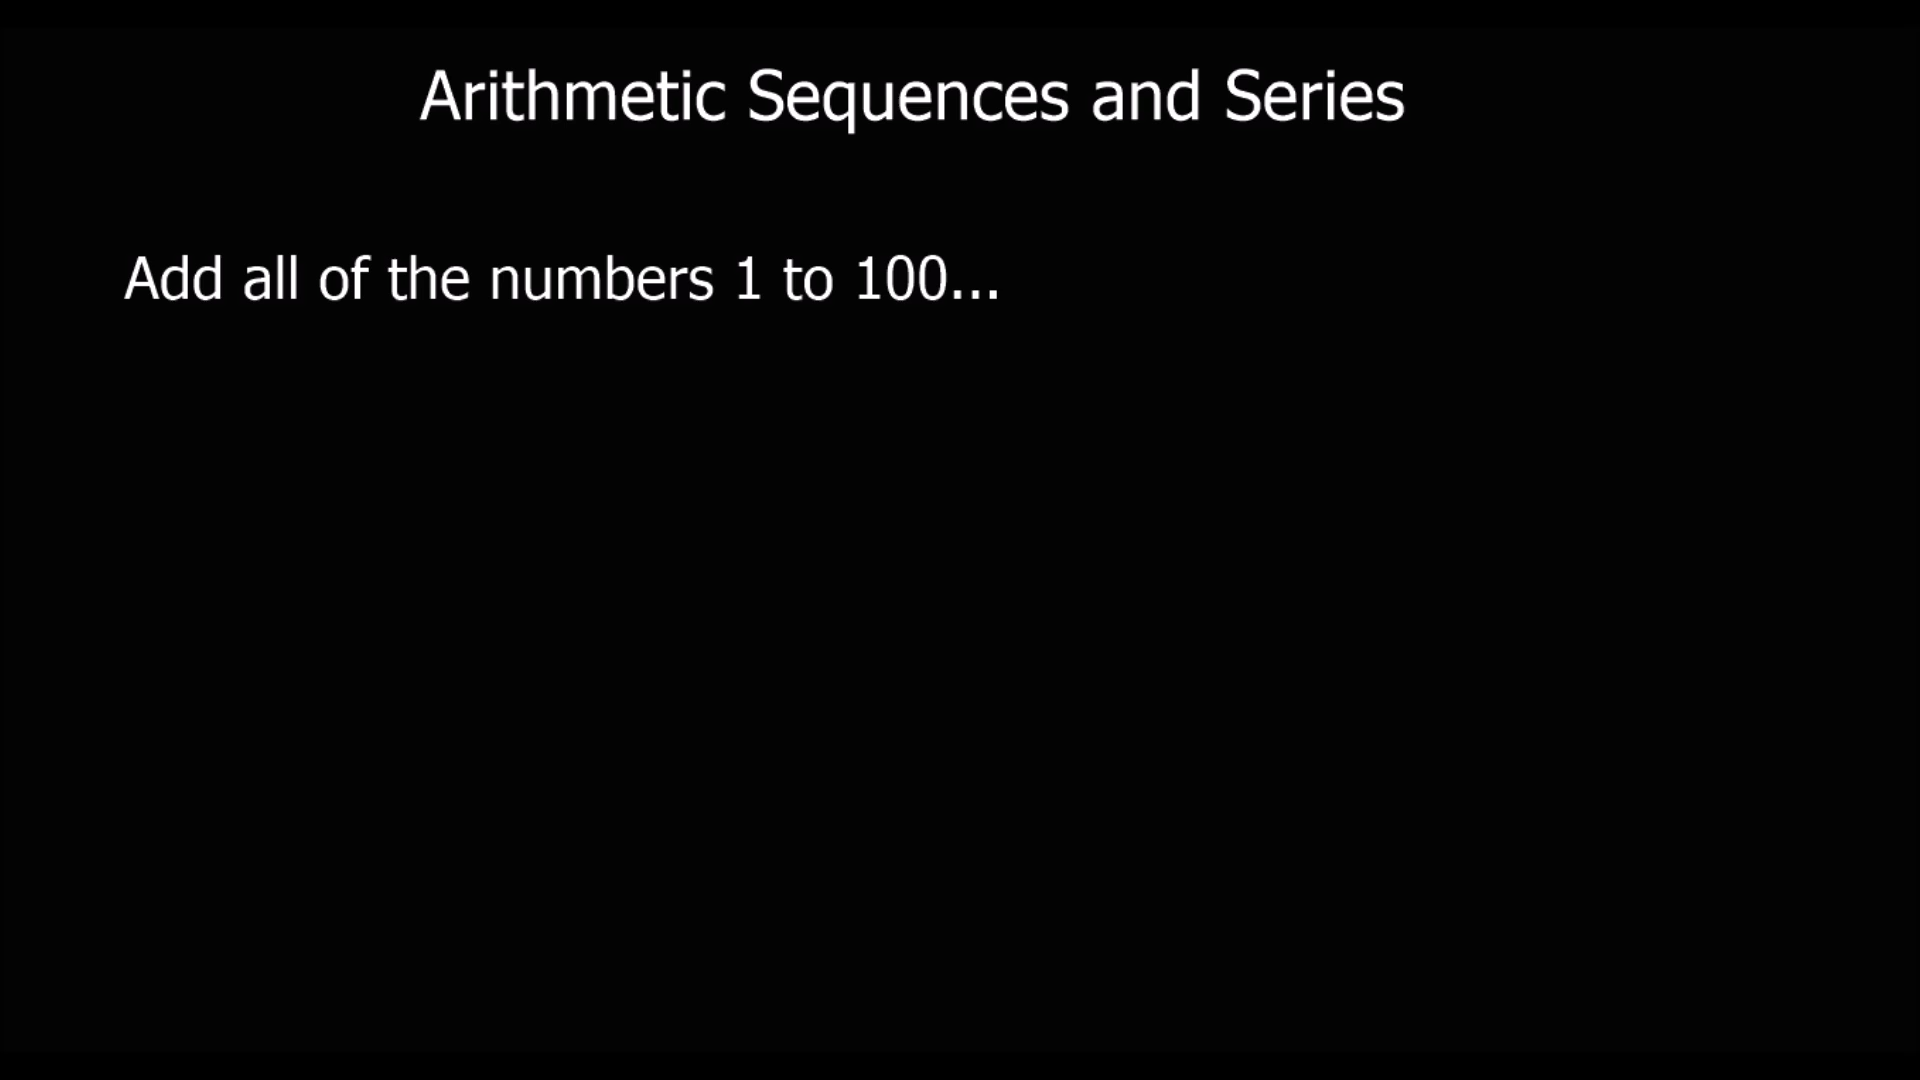 Arithmetic Sequences and Series
Add all of the numbers 1 to 100...